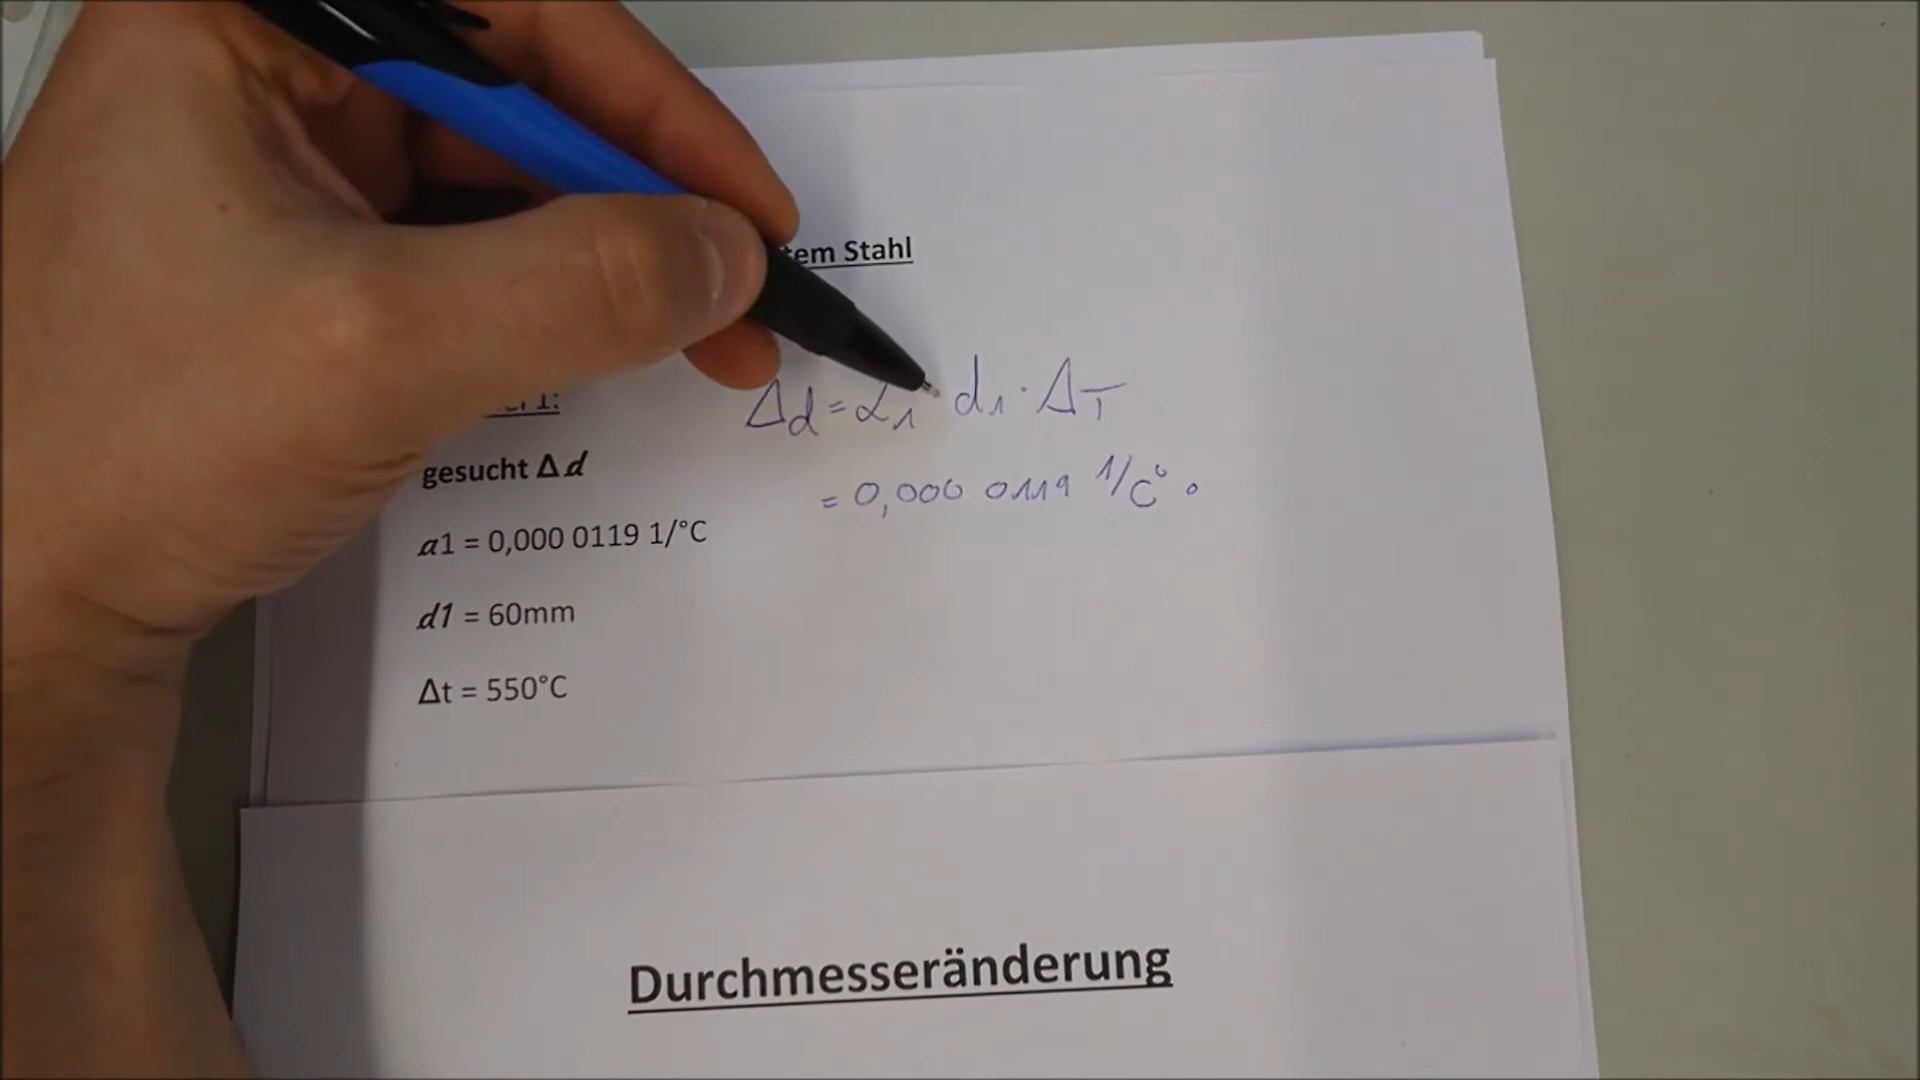 Stahl
Δd = α1 · d1 · ΔT
= 0,000 0119 1/C° ·
1:
gesucht Δd
α1 = 0,000 0119 1/°C
d1 = 60mm
Δt = 550°C
Durchmesseränderung